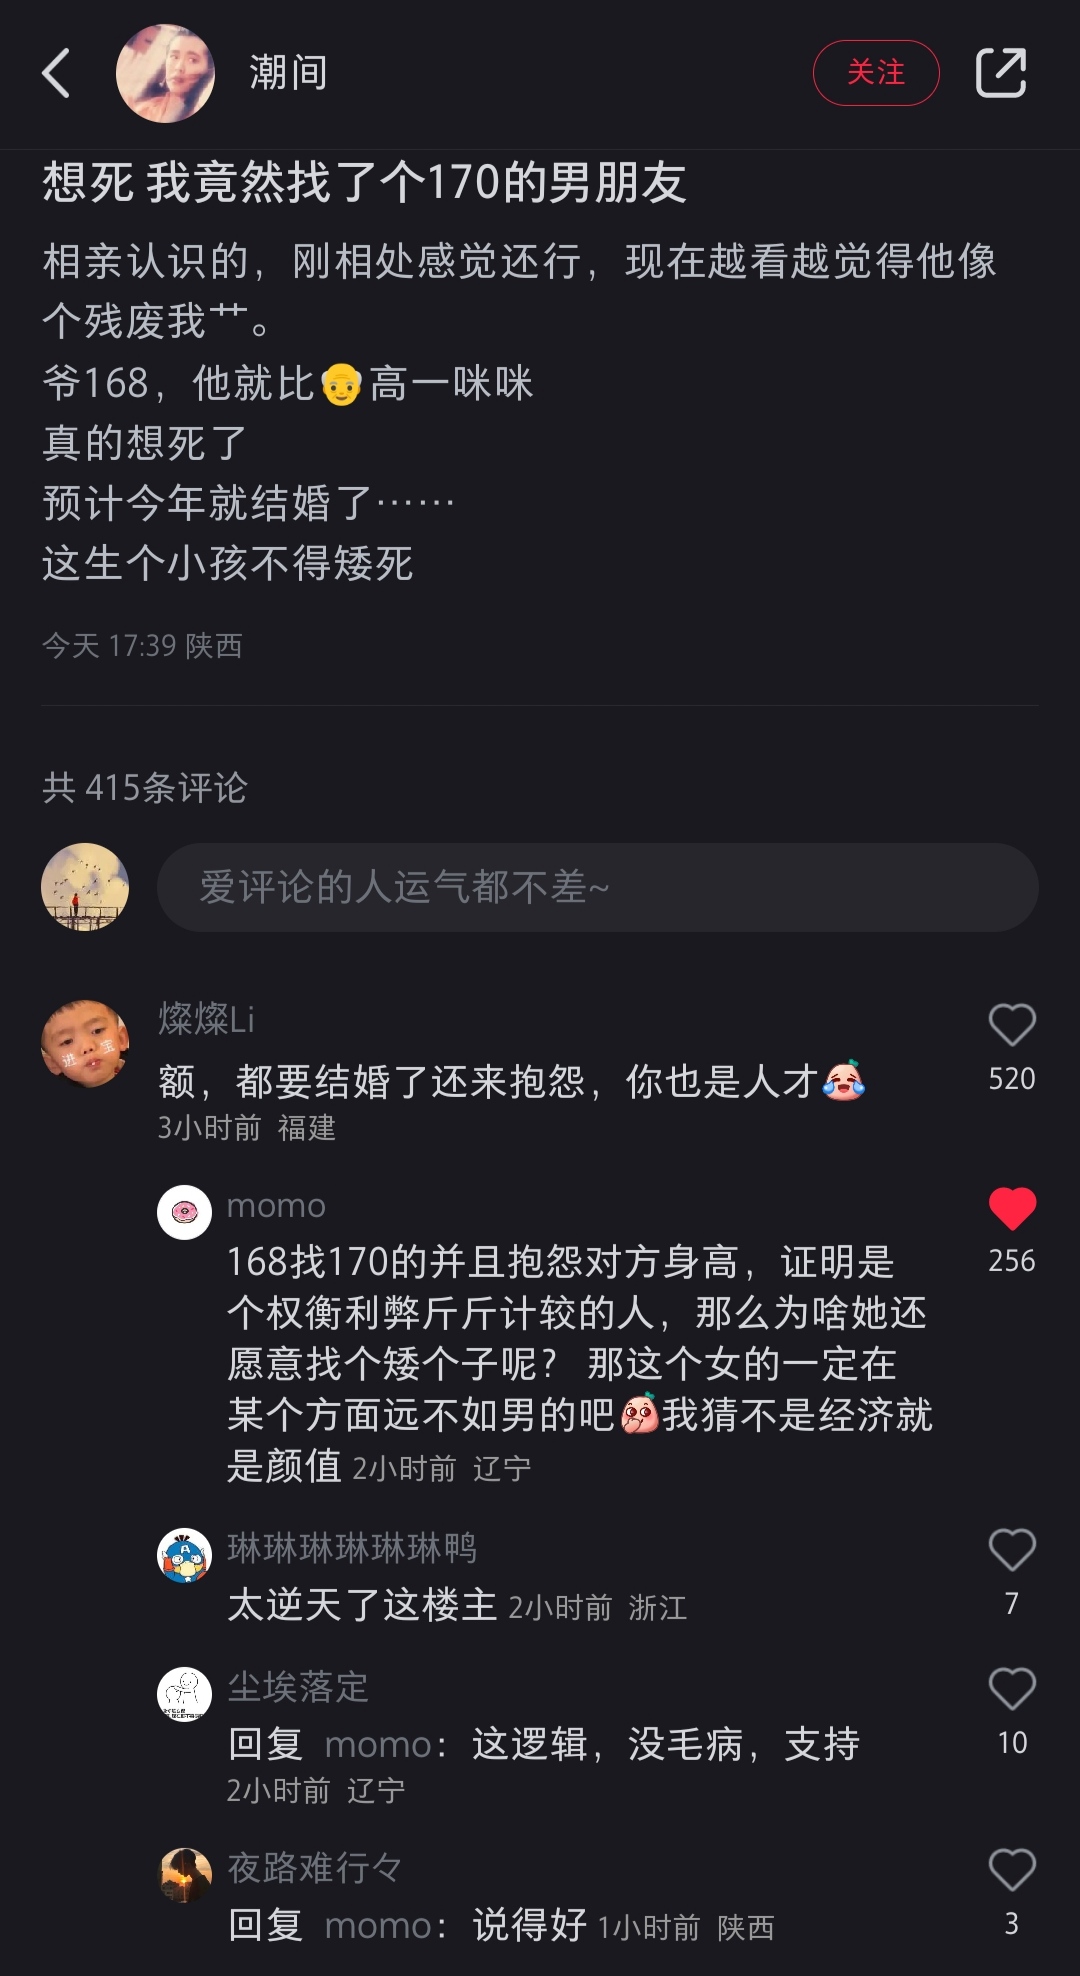 潮间
关注
想死 我竟然找了个170的男朋友
相亲认识的，刚相处感觉还行，现在越看越觉得他像
个残废我艹。
爷168，他就比👴高一咪咪
真的想死了
预计今年就结婚了……
这生个小孩不得矮死
今天 17:39 陕西
共 415条评论
爱评论的人运气都不差~
进 宝
燦燦Li
额，都要结婚了还来抱怨，你也是人才
520
3小时前 福建
momo
168找170的并且抱怨对方身高，证明是
256
个权衡利弊斤斤计较的人，那么为啥她还
愿意找个矮个子呢？ 那这个女的一定在
某个方面远不如男的吧我猜不是经济就
是颜值 2小时前 辽宁
琳琳琳琳琳琳鸭
太逆天了这楼主 2小时前 浙江
7
尘埃落定
回复 momo：这逻辑，没毛病，支持
10
2小时前 辽宁
夜路难行々
回复 momo：说得好 1小时前 陕西
3